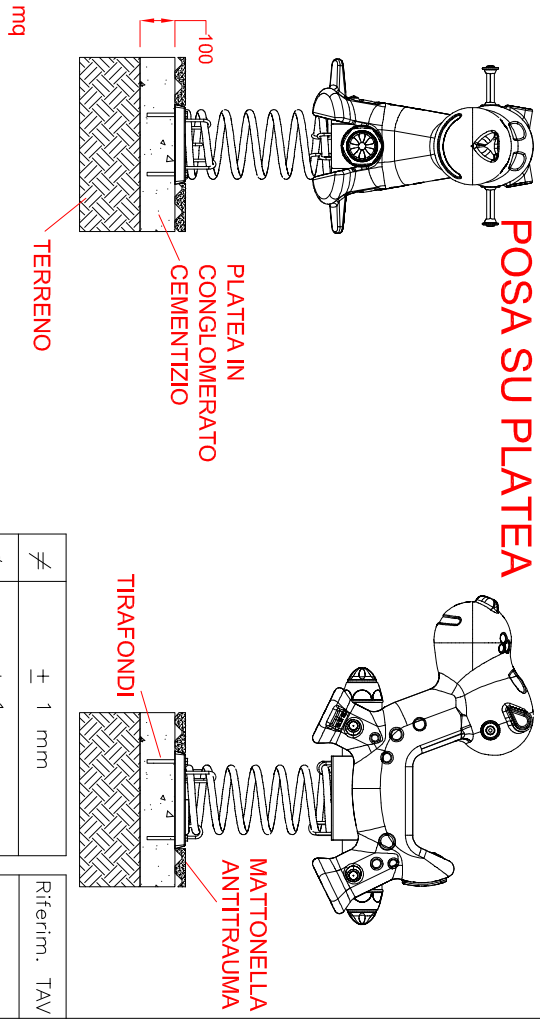 POSA SU PLATEA
100
mq
PLATEA IN
CONGLOMERATO
CEMENTIZIO
TERRENO
TIRAFONDI
MATTONELLA
ANTITRAUMA
± 1 mm
Riferim. TAV